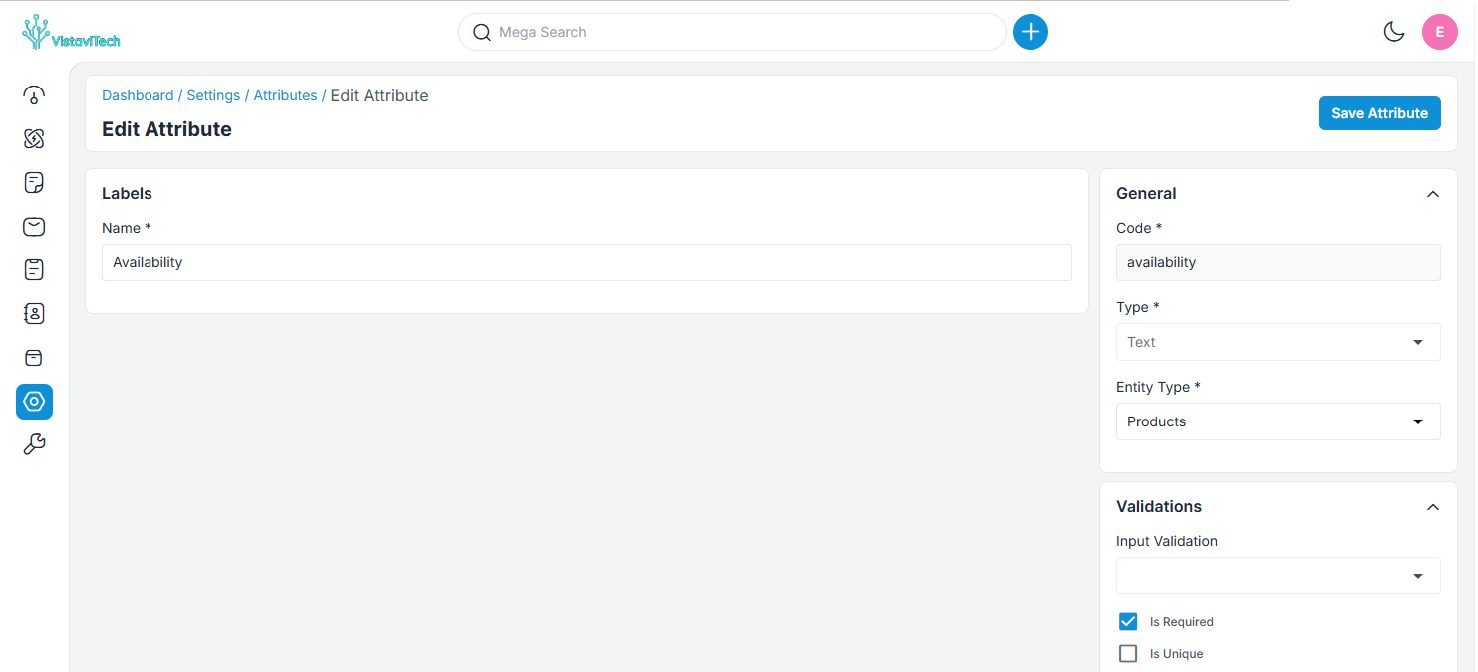 VistaviTech
Mega Search
E
Dashboard / Settings / Attributes / Edit Attribute
Edit Attribute
Save Attribute
Labels
Name *
Availability
General
Code *
availability
Type *
Text
Entity Type *
Products
Validations
Input Validation
Is Required
Is Unique